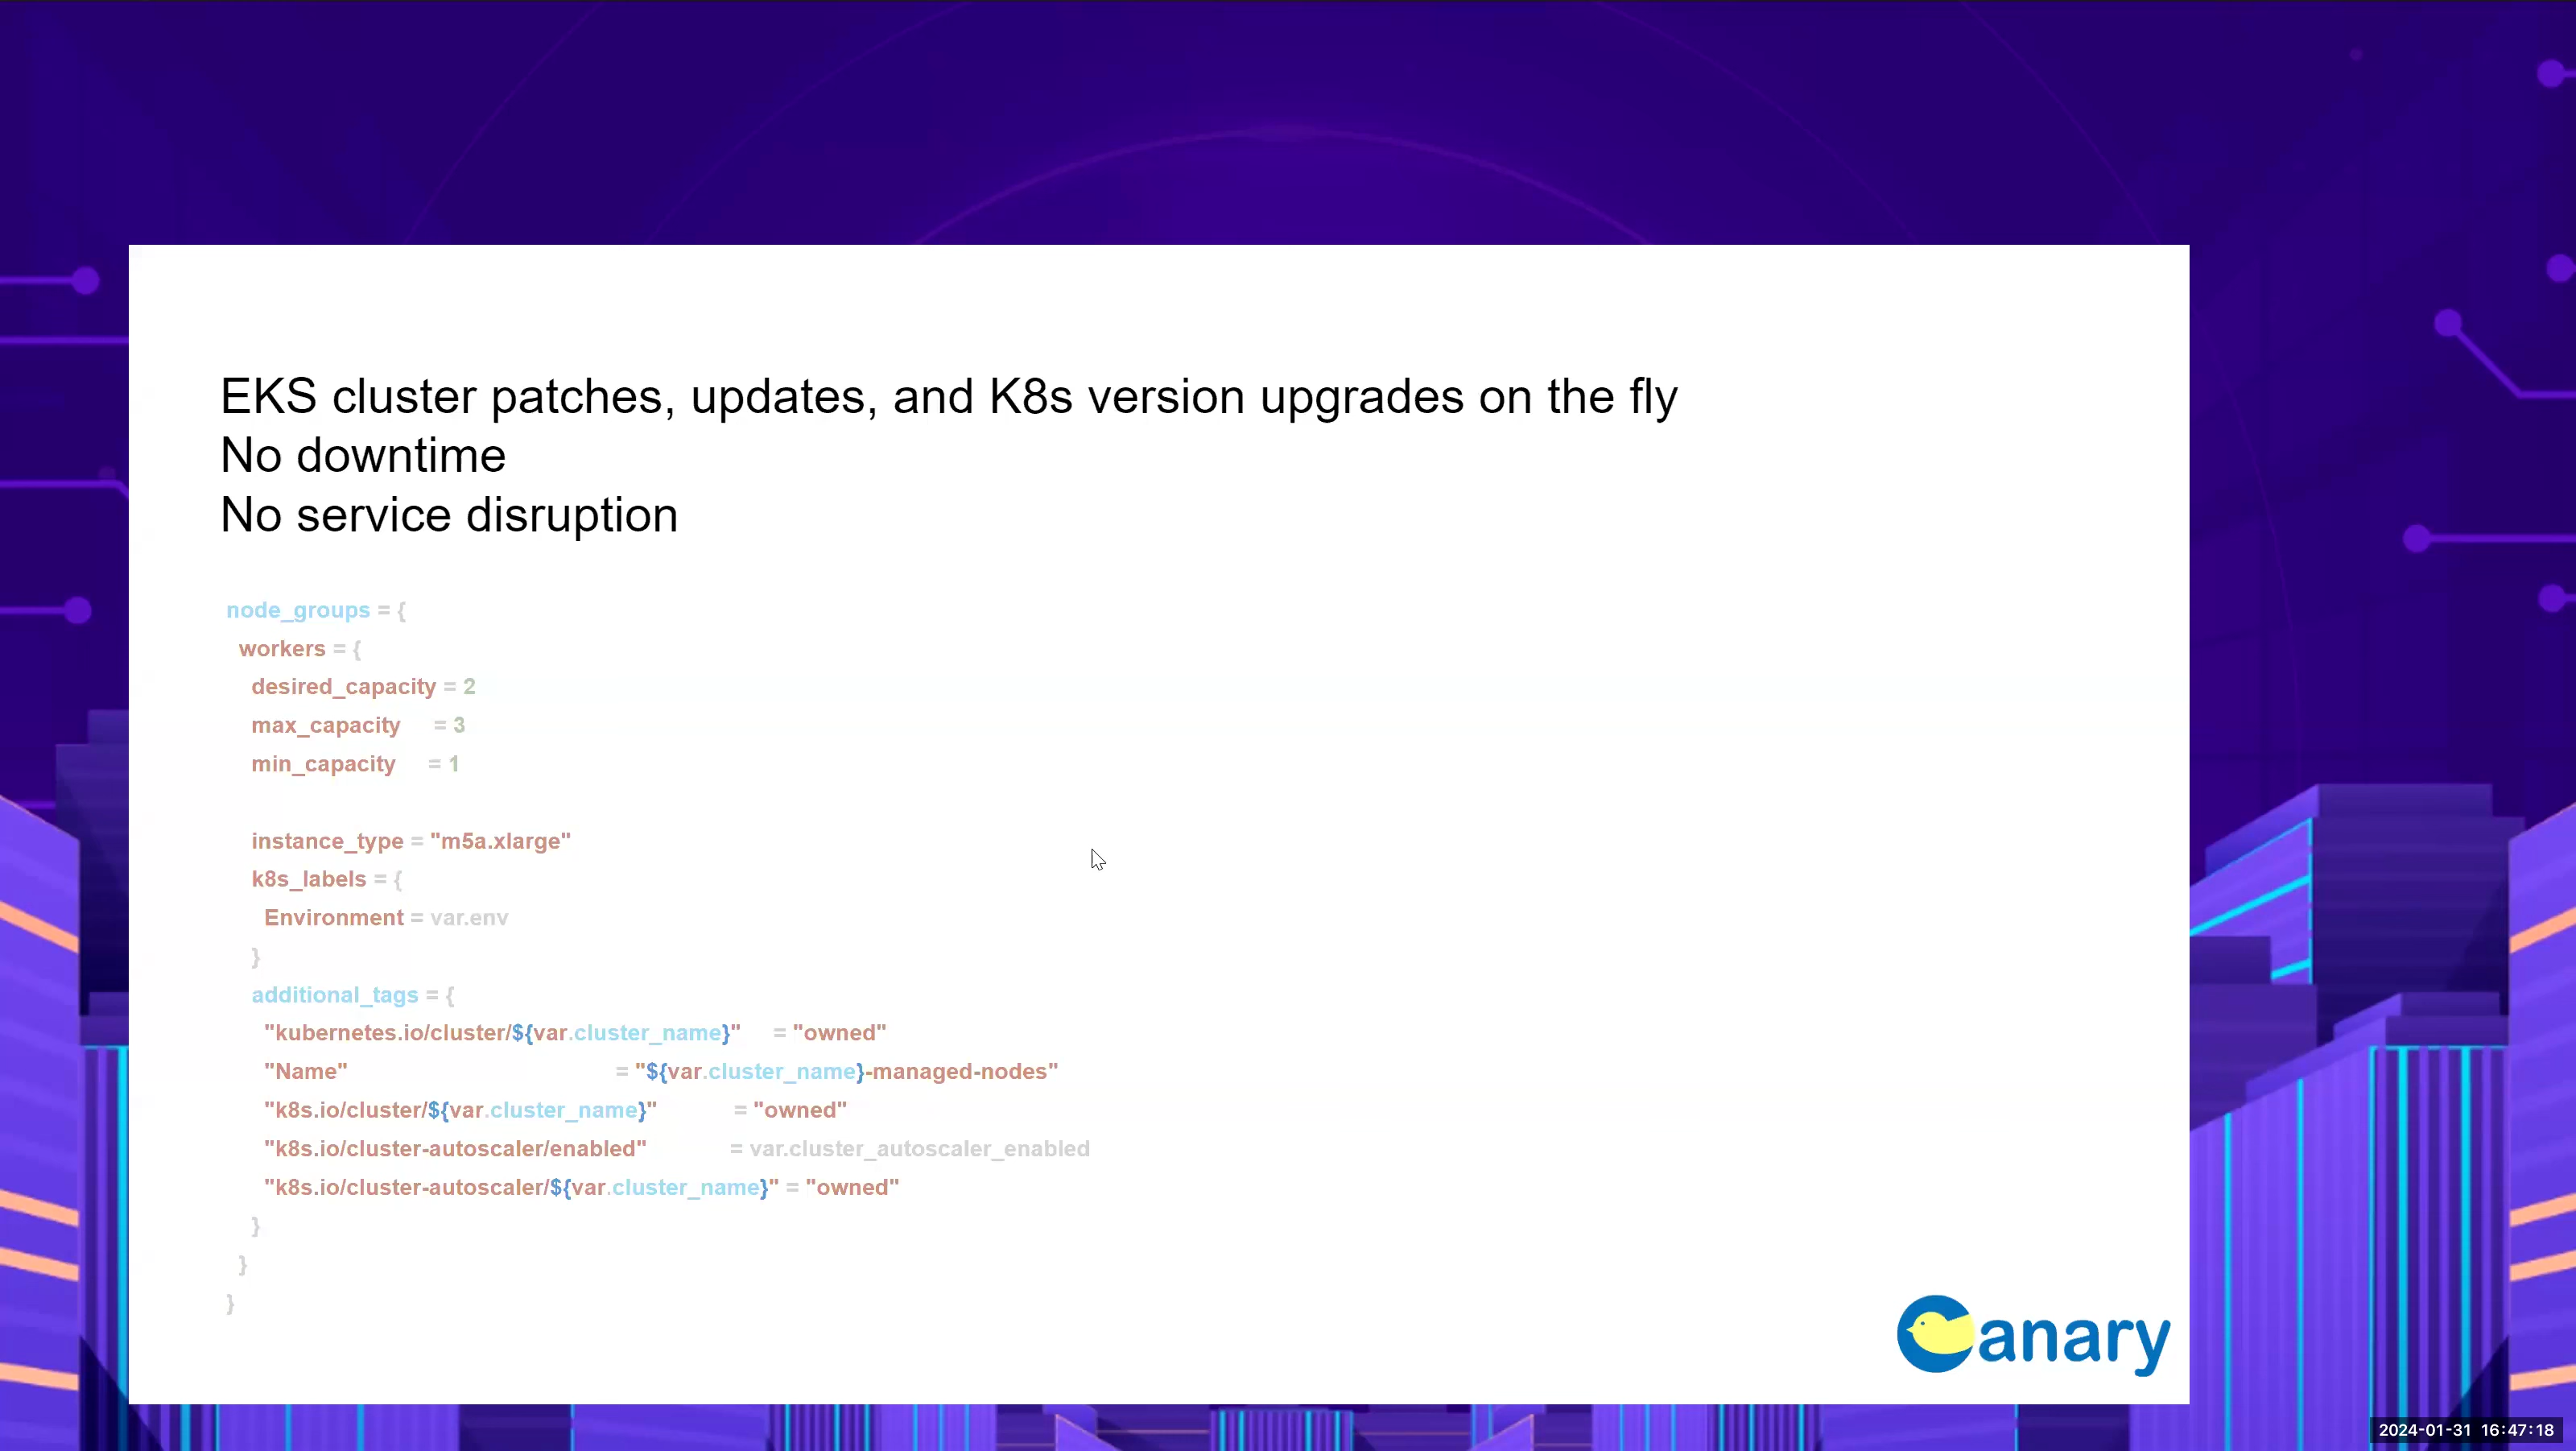 EKS cluster patches, updates, and K8s version upgrades on the fly
No downtime
No service disruption
node_groups = {
workers = {
desired_capacity = 2
max_capacity = 3
min_capacity = 1
instance_type = "m5a.xlarge"
k8s_labels = {
Environment = var.env
}
additional_tags = {
"kubernetes.io/cluster/${var.cluster_name}" = "owned"
"Name" = "${var.cluster_name}-managed-nodes"
"k8s.io/cluster/${var.cluster_name}" = "owned"
"k8s.io/cluster-autoscaler/enabled" = var.cluster_autoscaler_enabled
"k8s.io/cluster-autoscaler/${var.cluster_name}" = "owned"
}
}
}
Canary
2024-01-31 16:47:18